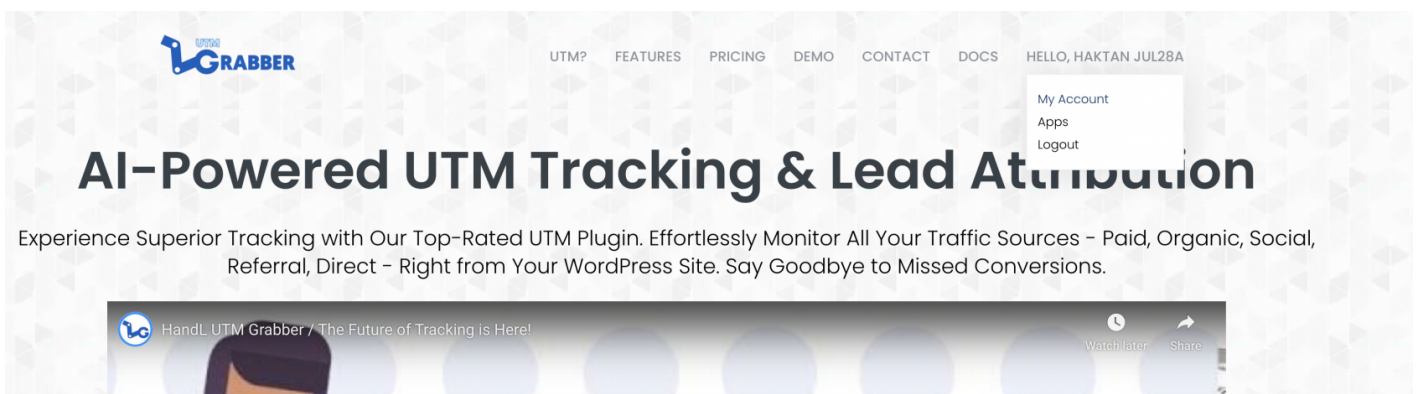 UTM
GRABBER
UTM? FEATURES PRICING DEMO CONTACT DOCS HELLO, HAKTAN JUL28A
My Account
Apps
Logout
AI-Powered UTM Tracking & Lead Attribution
Experience Superior Tracking with Our Top-Rated UTM Plugin. Effortlessly Monitor All Your Traffic Sources - Paid, Organic, Social,
Referral, Direct - Right from Your WordPress Site. Say Goodbye to Missed Conversions.
HandL UTM Grabber / The Future of Tracking is Here!
Watch later Share